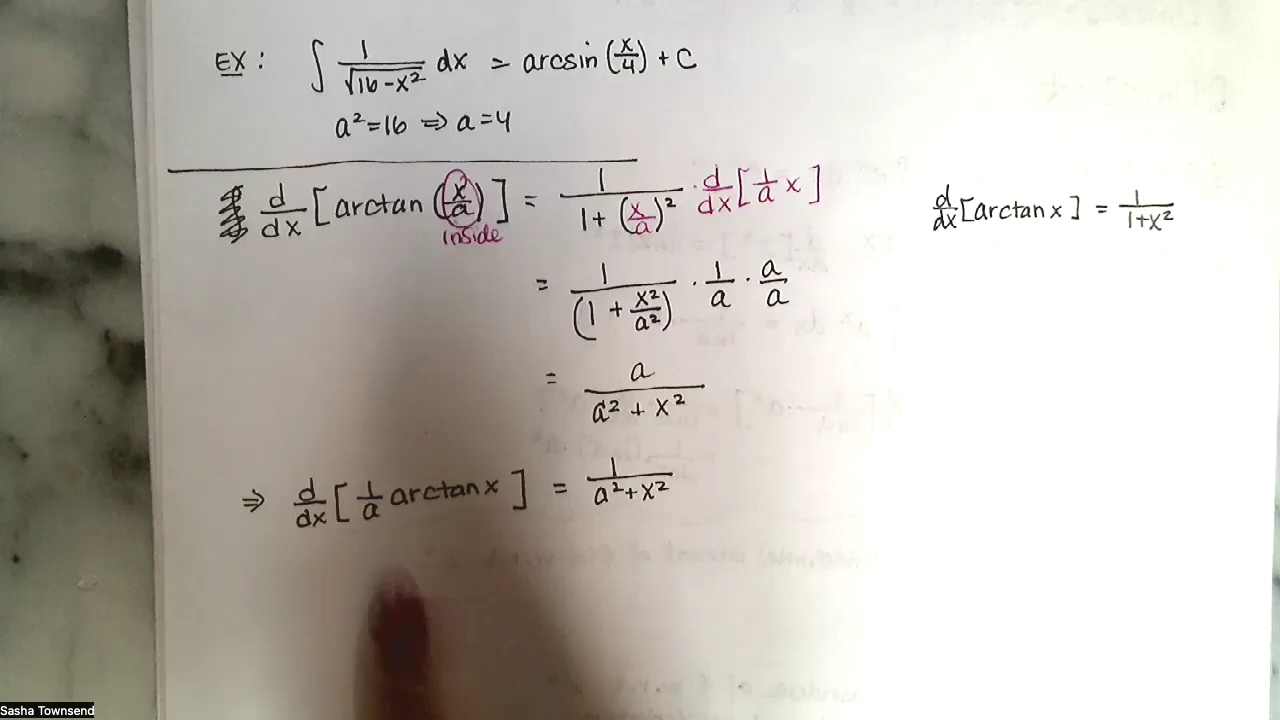 EX: ∫ 1/√(16-x²) dx = arcsin (x/4) + C
a² = 16 ⇒ a = 4
d/dx [arctan (x/a)] = 1/(1+(x/a)²) · d/dx [1/a x]
inside
d/dx [arctan x] = 1/(1+x²)
= 1/(1 + x²/a²) · 1/a · a/a
= a/(a² + x²)
⇒ d/dx [1/a arctan x] = 1/(a²+x²)
Sasha Townsend